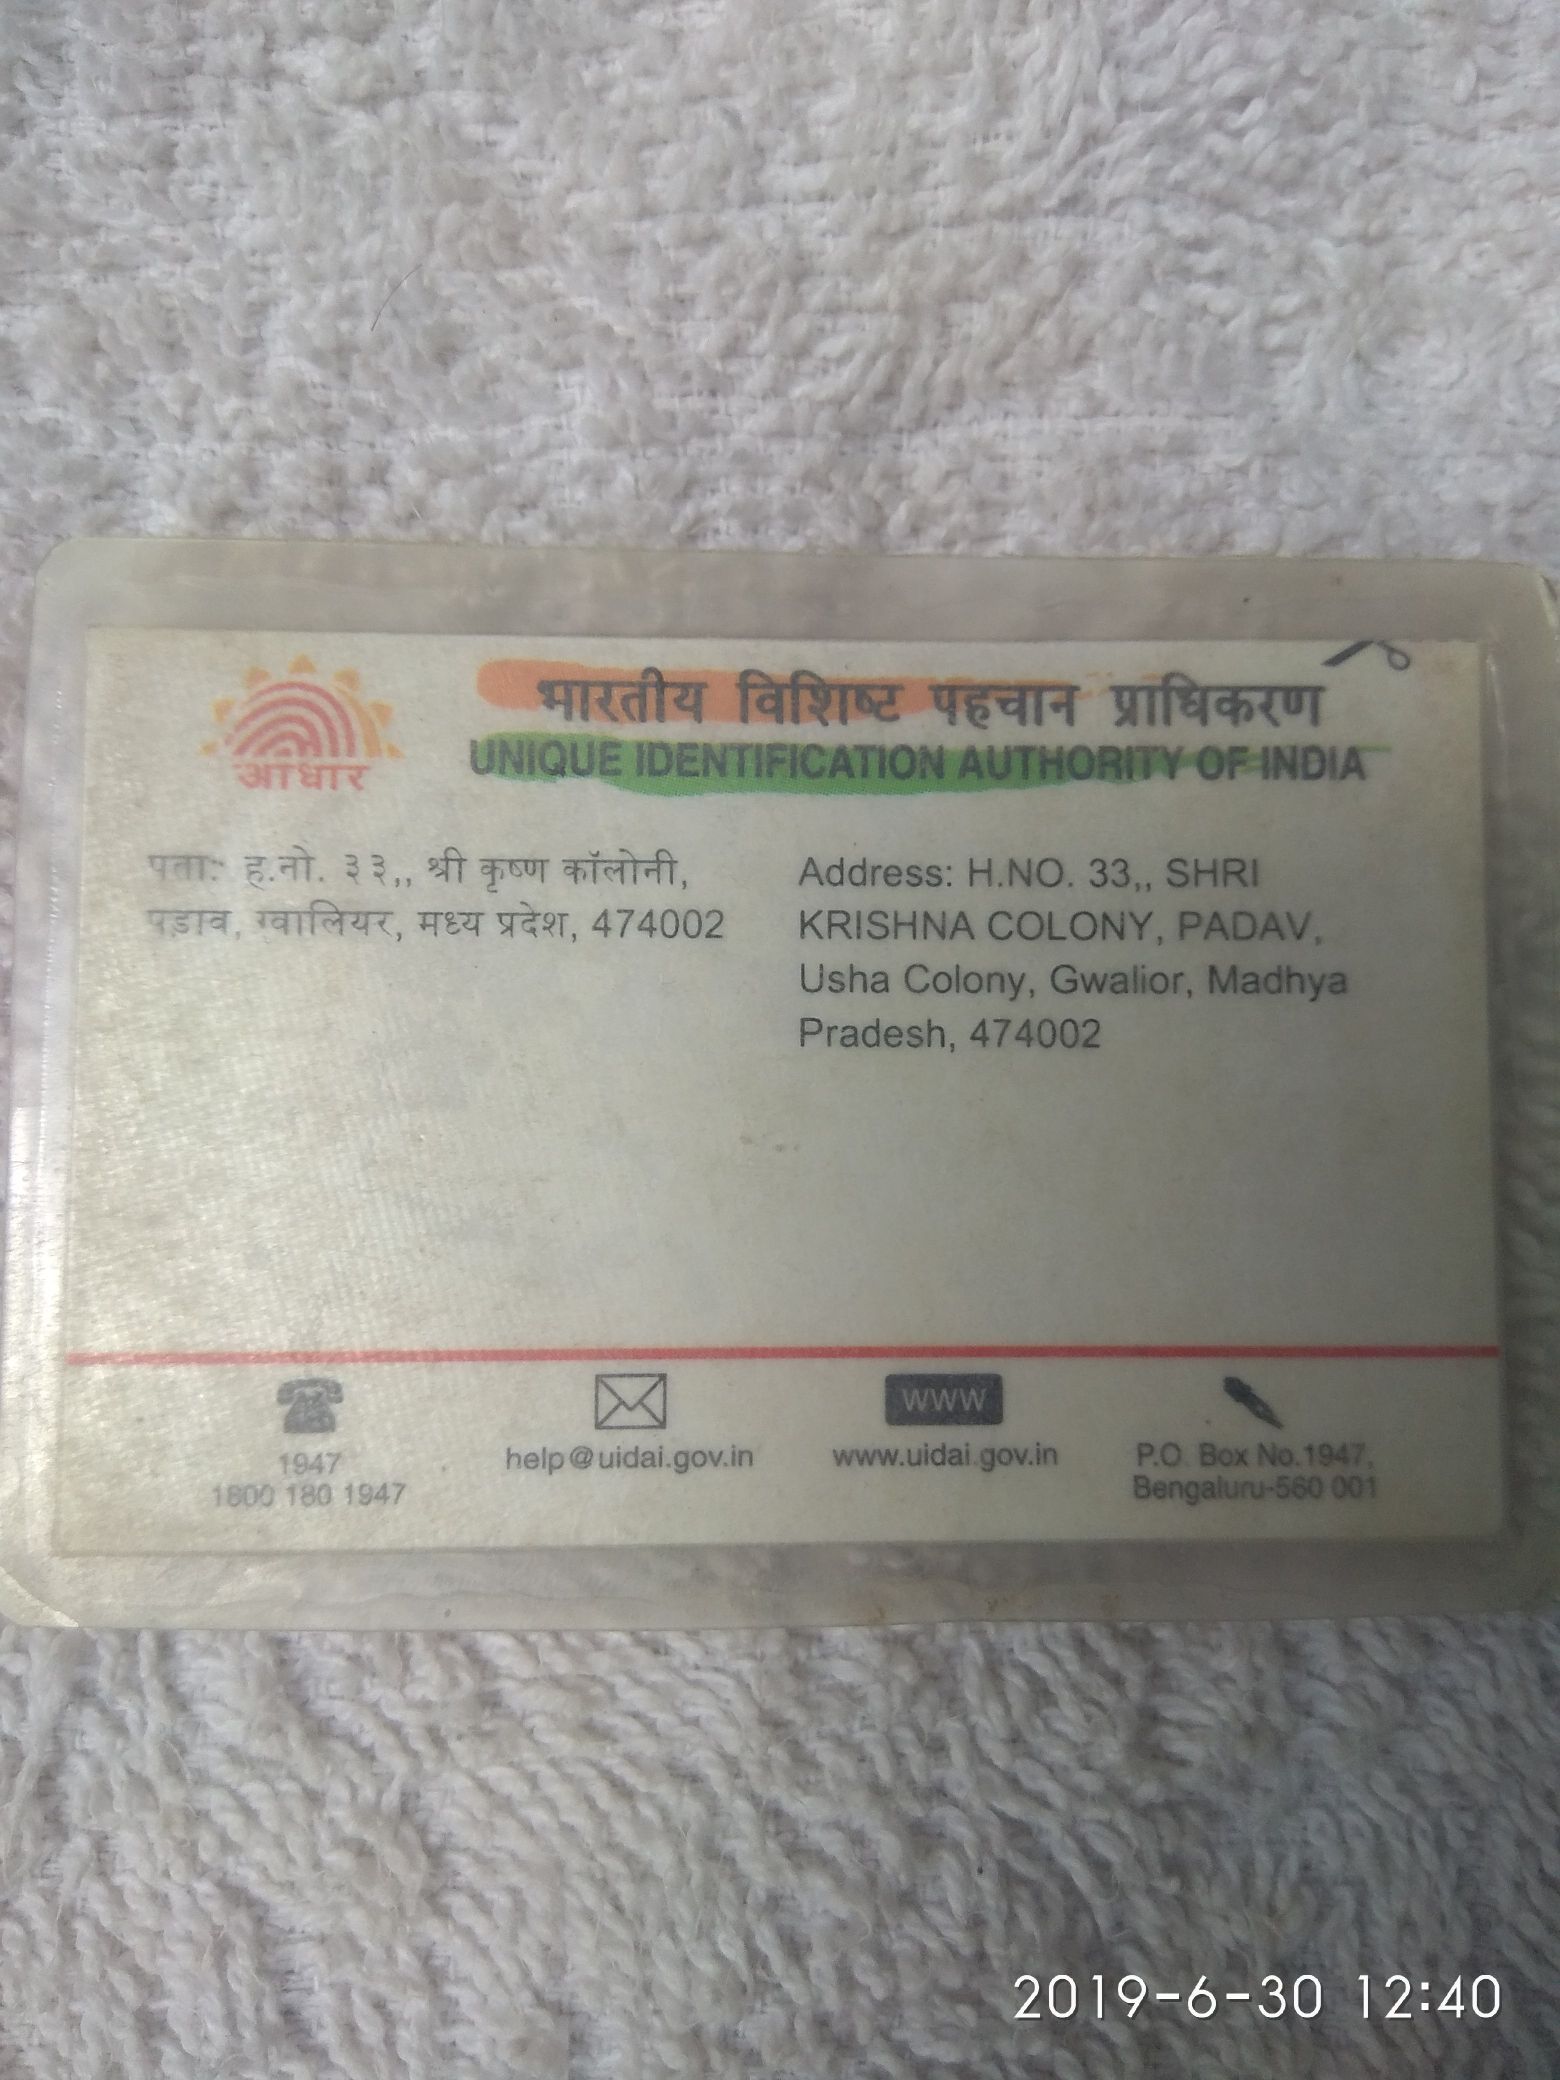 भारतीय विशिष्ट पहचान प्राधिकरण
आधार
UNIQUE IDENTIFICATION AUTHORITY OF INDIA
पताः ह.नो. ३३,, श्री कृष्ण कॉलोनी,
पड़ाव, ग्वालियर, मध्य प्रदेश, 474002
Address: H.NO. 33,, SHRI
KRISHNA COLONY, PADAV,
Usha Colony, Gwalior, Madhya
Pradesh, 474002
1947
1800 180 1947
help@uidai.gov.in
WWW
www.uidai.gov.in
P.O. Box No.1947,
Bengaluru-560 001
2019-6-30 12:40